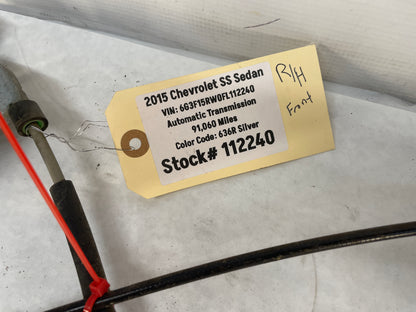 2015 Chevrolet SS Sedan
VIN: 6G3F15RW0FL112240
Automatic Transmission
91,060 Miles
Color Code: 636R Silver
Stock# 112240
R/H
Front